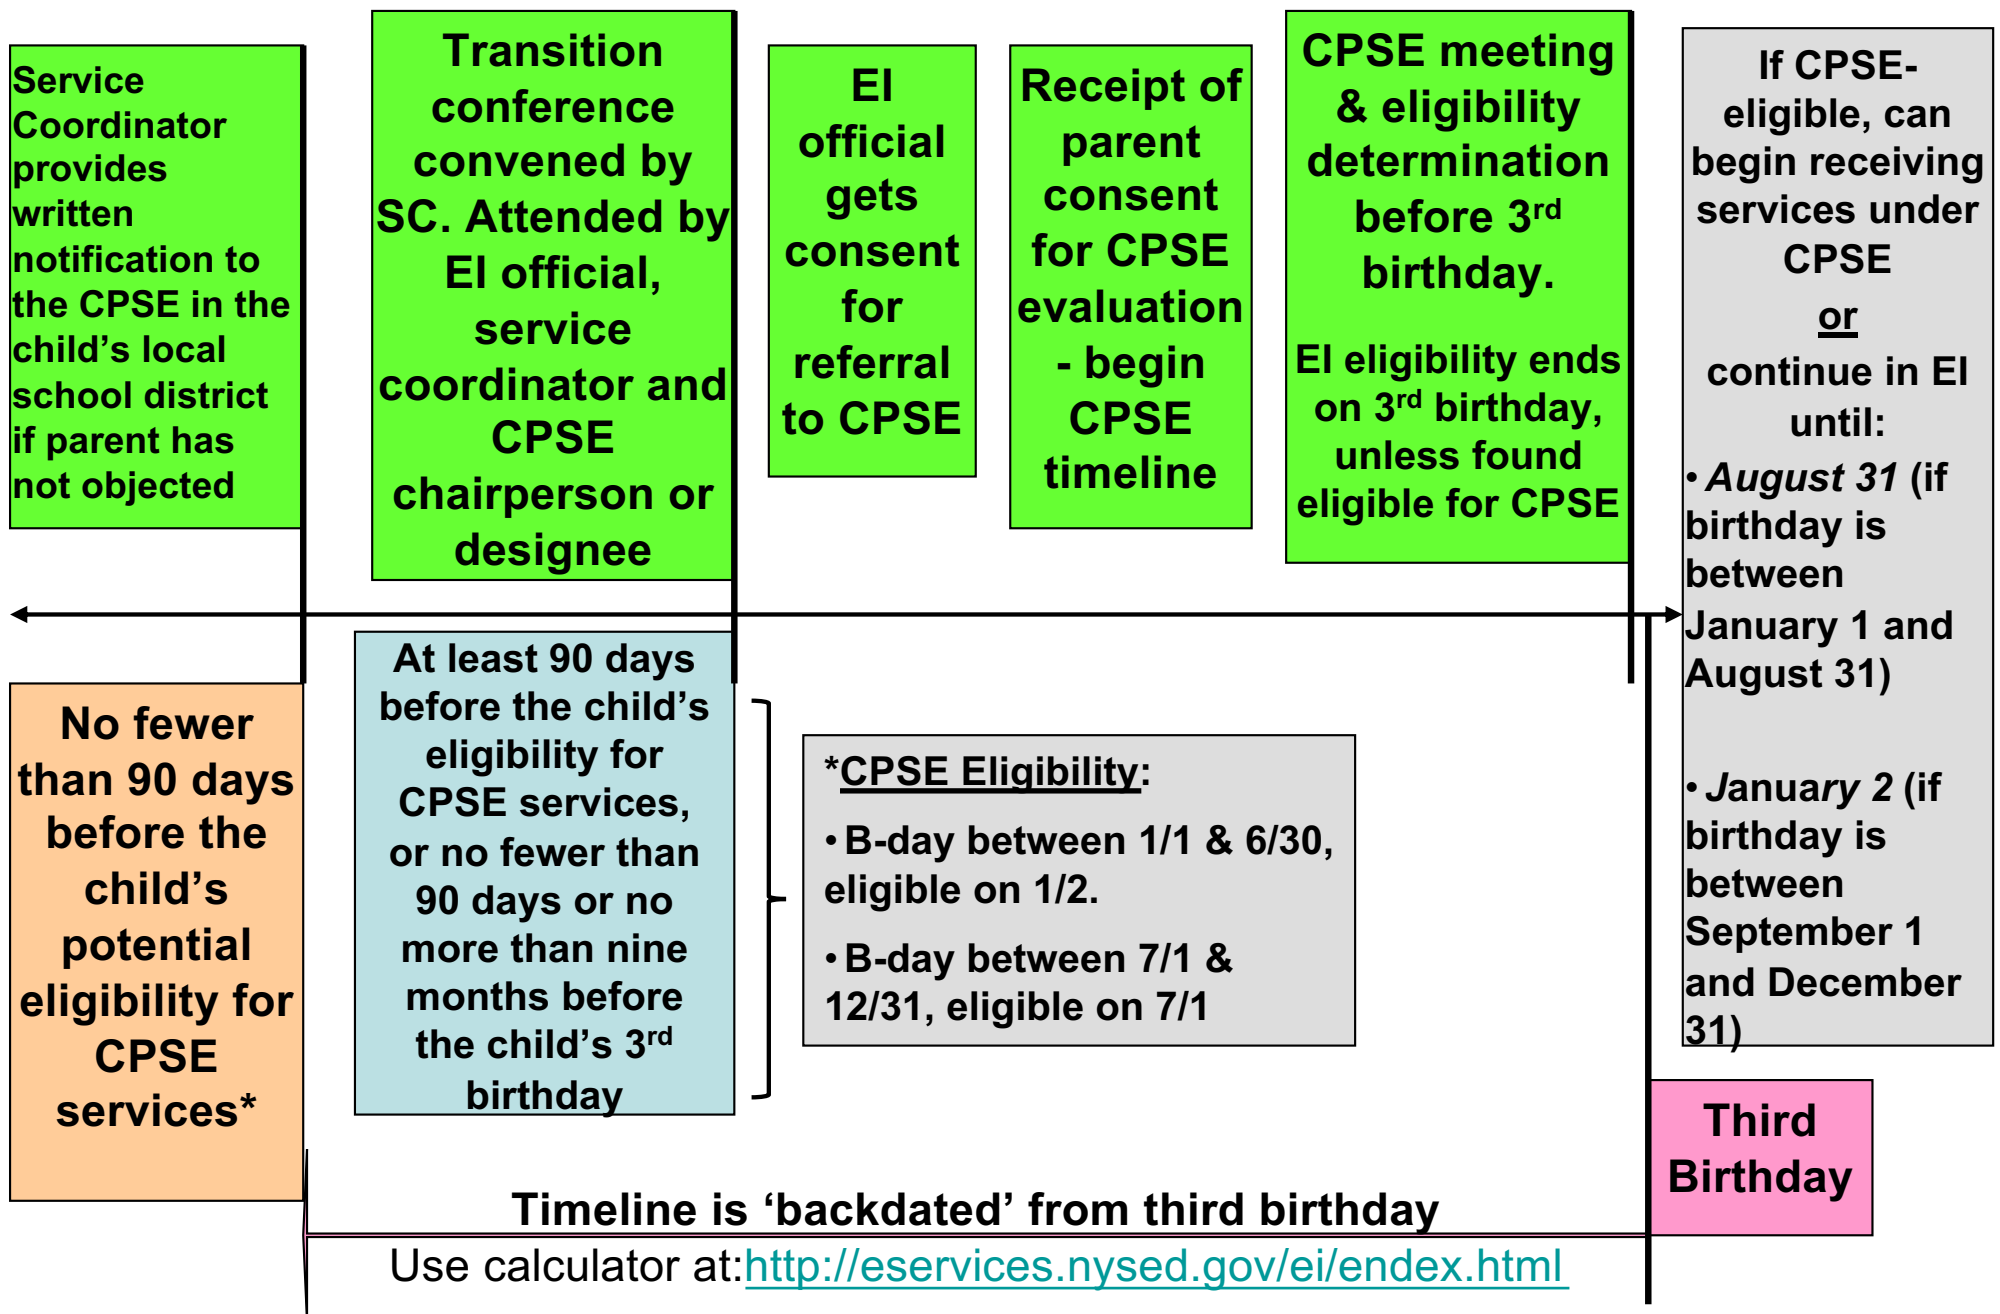 Service
Coordinator
provides
written
notification to
the CPSE in the
child’s local
school district
if parent has
not objected
Transition
conference
convened by
SC. Attended by
EI official,
service
coordinator and
CPSE
chairperson or
designee
EI
official
gets
consent
for
referral
to CPSE
Receipt of
parent
consent
for CPSE
evaluation
- begin
CPSE
timeline
CPSE meeting
& eligibility
determination
before 3rd
birthday.
EI eligibility ends
on 3rd birthday,
unless found
eligible for CPSE
If CPSE-
eligible, can
begin receiving
services under
CPSE
or
continue in EI
until:
• August 31 (if
birthday is
between
January 1 and
August 31)
• January 2 (if
birthday is
between
September 1
and December
31)
No fewer
than 90 days
before the
child’s
potential
eligibility for
CPSE
services*
At least 90 days
before the child’s
eligibility for
CPSE services,
or no fewer than
90 days or no
more than nine
months before
the child’s 3rd
birthday
*CPSE Eligibility:
• B-day between 1/1 & 6/30,
eligible on 1/2.
• B-day between 7/1 &
12/31, eligible on 7/1
Third
Birthday
Timeline is ‘backdated’ from third birthday
Use calculator at:http://eservices.nysed.gov/ei/endex.html